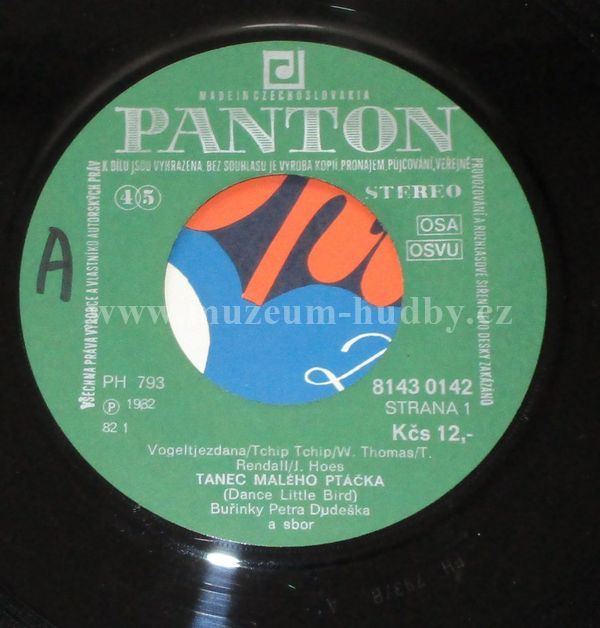 MADE IN CZECHOSLOVAKIA
PANTON
VŠECHNA PRÁVA VÝROBCE A VLASTNÍKŮ AUTORSKÝCH PRÁV
K DÍLU JSOU VYHRAZENA. BEZ SOUHLASU JE VÝROBA KOPIÍ, PRONÁJEM, PŮJČOVÁNÍ, VEŘEJNÉ
PROVOZOVÁNÍ A ROZHLASOVÉ ŠÍŘENÍ TÉTO DESKY ZAKÁZÁNO
45
STEREO
OSA
OSVU
A
www.muzeum-hudby.cz
PH 793
8143 0142
℗ 1982
STRANA 1
82 1
Kčs 12,-
Vogeltjezdana/Tchip Tchip/W. Thomas/T.
Rendall/J. Hoes
TANEC MALÉHO PTÁČKA
(Dance Little Bird)
Buřinky Petra Dudeška
a sbor